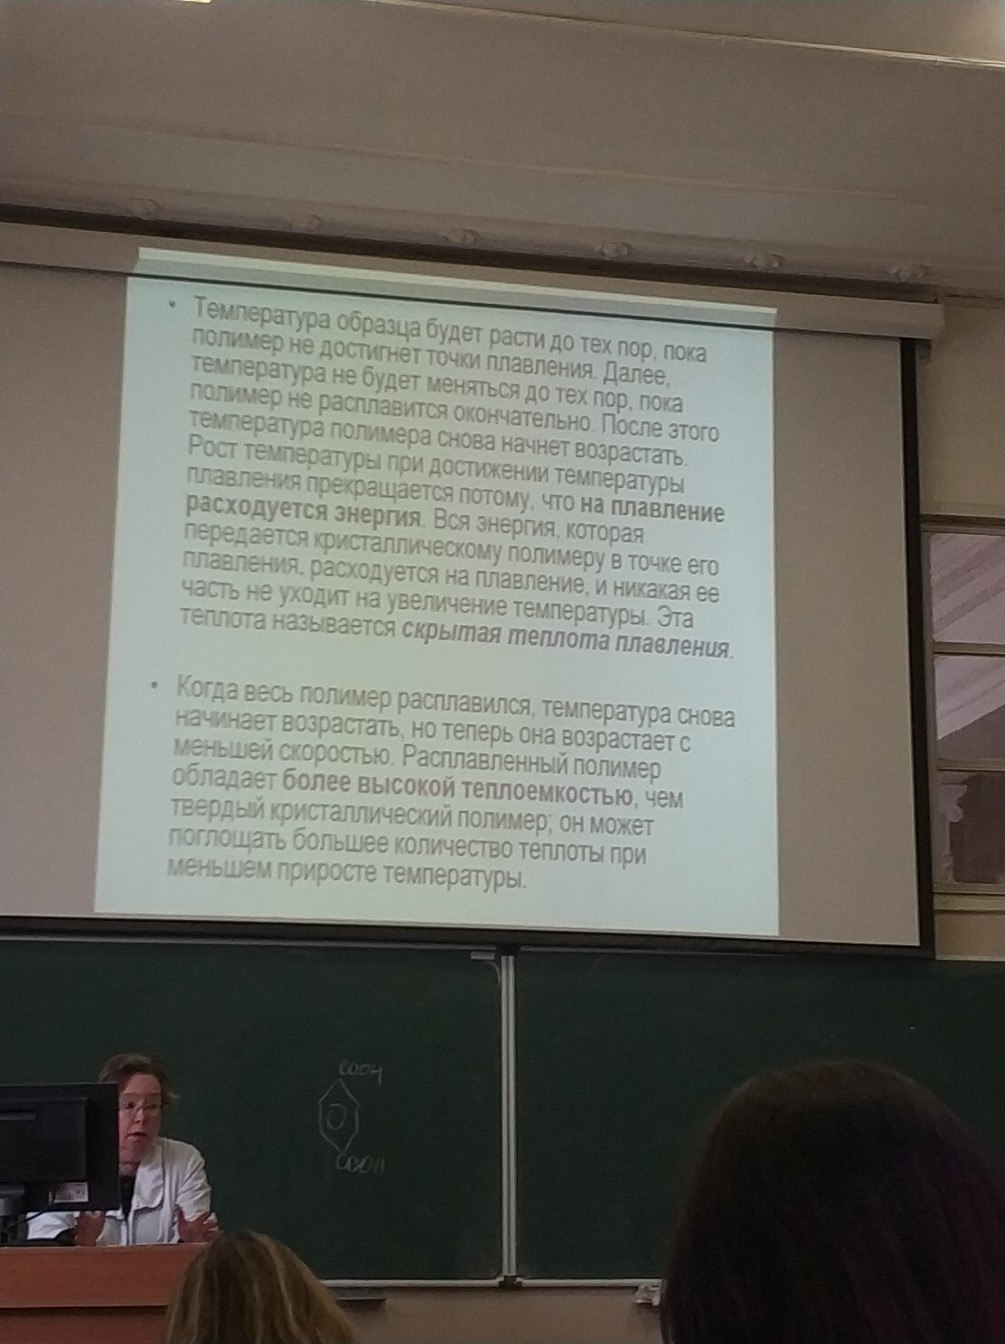 • Температура образца будет расти до тех пор, пока
полимер не достигнет точки плавления. Далее,
температура не будет меняться до тех пор, пока
полимер не расплавится окончательно. После этого
температура полимера снова начнет возрастать.
Рост температуры при достижении температуры
плавления прекращается потому, что на плавление
расходуется энергия. Вся энергия, которая
передается кристаллическому полимеру в точке его
плавления, расходуется на плавление, и никакая ее
часть не уходит на увеличение температуры. Эта
теплота называется скрытая теплота плавления.
• Когда весь полимер расплавился, температура снова
начинает возрастать, но теперь она возрастает с
меньшей скоростью. Расплавленный полимер
обладает более высокой теплоемкостью, чем
твердый кристаллический полимер; он может
поглощать большее количество теплоты при
меньшем приросте температуры.
COOH
COOH